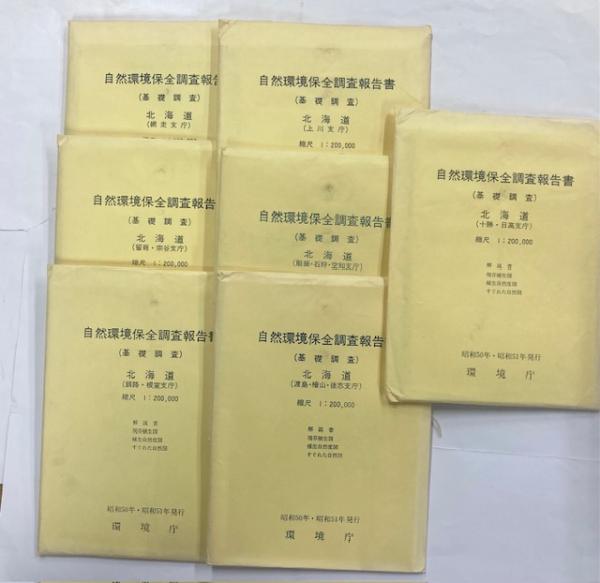 自然環境保全調査報告
(基礎調査)
北海道
(網走支庁)
自然環境保全調査報告書
(基礎調査)
北海道
(上川支庁)
縮尺 1:200,000
自然環境保全調査報告
(基礎調査)
北海道
(留萌・宗谷支庁)
縮尺 1:200,000
自然環境保全調査報告
(基礎調査)
北海道
石狩・空知支庁)
自然環境保全調査報告書
(基礎調査)
北海道
(十勝・日高支庁)
縮尺 1:200,000
解説書
現存植生図
植生自然度図
すぐれた自然図
昭和50年・昭和51年発行
環境庁
自然環境保全調査報告
(基礎調査)
北海道
(釧路・根室支庁)
縮尺 1:200,000
解説書
現存植生図
植生自然度図
すぐれた自然図
昭和50年・昭和51年発行
環境庁
自然環境保全調査報告書
(基礎調査)
北海道
(渡島・檜山・後志支庁)
縮尺 1:200,000
解説書
現存植生図
植生自然度図
すぐれた自然図
昭和50年・昭和51年発行
環境庁